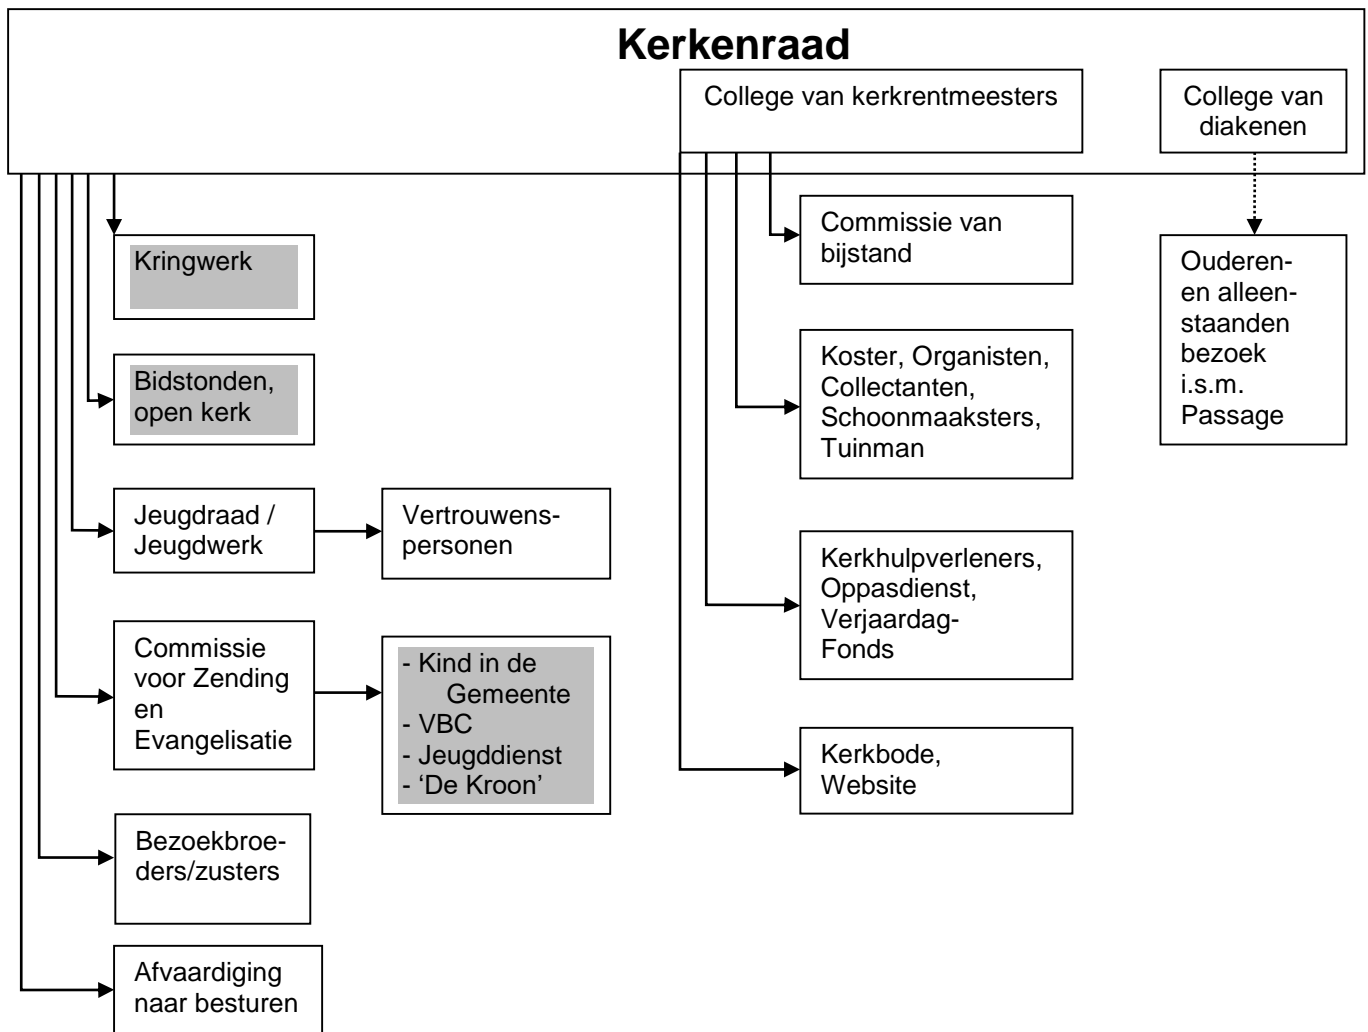 Kerkenraad
College van kerkrentmeesters
College van
diakenen
Kringwerk
Bidstonden,
open kerk
Jeugdraad /
Jeugdwerk
Vertrouwens-
personen
Commissie
voor Zending
en
Evangelisatie
- Kind in de
Gemeente
- VBC
- Jeugddienst
- ‘De Kroon’
Bezoekbroe-
ders/zusters
Afvaardiging
naar besturen
Commissie van
bijstand
Koster, Organisten,
Collectanten,
Schoonmaaksters,
Tuinman
Kerkhulpverleners,
Oppasdienst,
Verjaardag-
Fonds
Kerkbode,
Website
Ouderen-
en alleen-
staanden
bezoek
i.s.m.
Passage